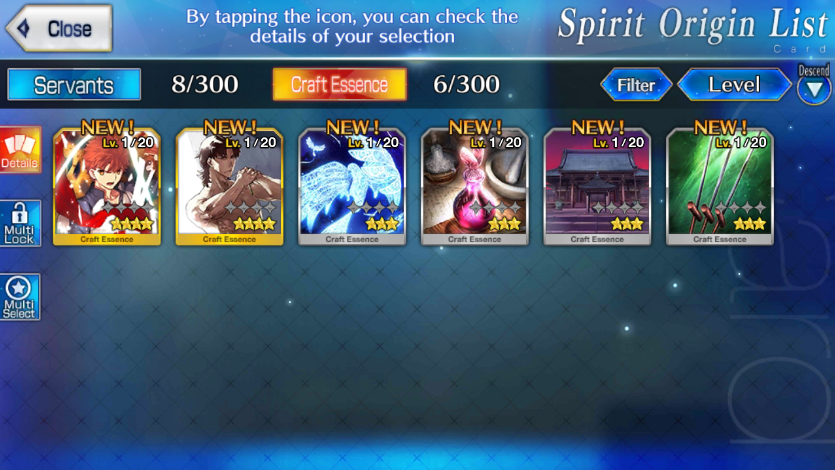 Close
By tapping the icon, you can check the
details of your selection
Spirit Origin List
Card
Servants
8/300
Craft Essence
6/300
Filter
Level
Descend
Details
Multi
Lock
Multi
Select
NEW!
Lv. 1/20
Craft Essence
NEW!
Lv. 1/20
Craft Essence
NEW!
Lv. 1/20
Craft Essence
NEW!
Lv. 1/20
Craft Essence
NEW!
Lv. 1/20
Craft Essence
NEW!
Lv. 1/20
Craft Essence